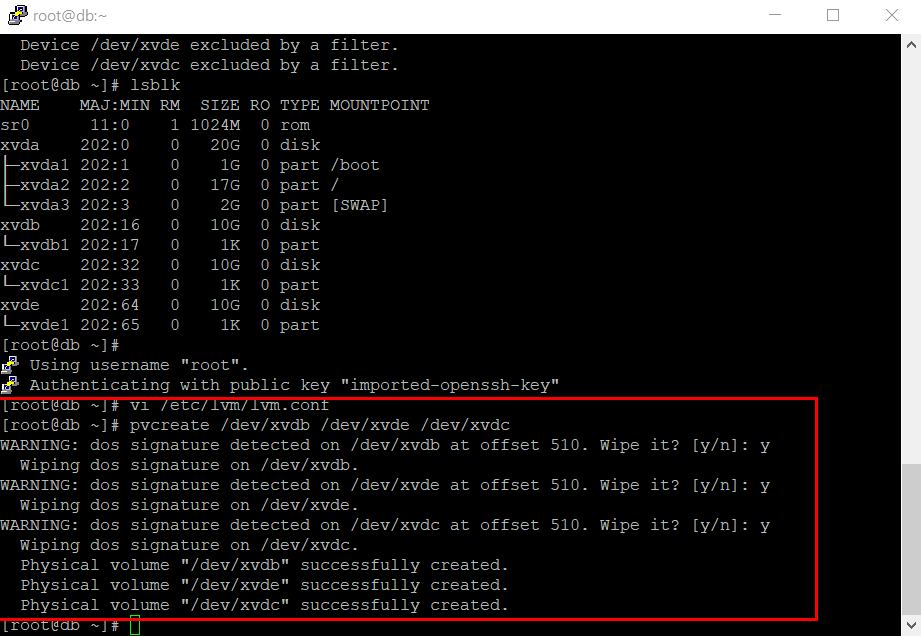 root@db:~
Device /dev/xvde excluded by a filter.
Device /dev/xvdc excluded by a filter.
[root@db ~]# lsblk
NAME    MAJ:MIN RM  SIZE RO TYPE MOUNTPOINT
sr0      11:0    1 1024M  0 rom
xvda    202:0    0   20G  0 disk
├─xvda1 202:1    0    1G  0 part /boot
├─xvda2 202:2    0   17G  0 part /
└─xvda3 202:3    0    2G  0 part [SWAP]
xvdb    202:16   0   10G  0 disk
└─xvdb1 202:17   0    1K  0 part
xvdc    202:32   0   10G  0 disk
└─xvdc1 202:33   0    1K  0 part
xvde    202:64   0   10G  0 disk
└─xvde1 202:65   0    1K  0 part
[root@db ~]#
Using username "root".
Authenticating with public key "imported-openssh-key"
[root@db ~]# vi /etc/lvm/lvm.conf
[root@db ~]# pvcreate /dev/xvdb /dev/xvde /dev/xvdc
WARNING: dos signature detected on /dev/xvdb at offset 510. Wipe it? [y/n]: y
Wiping dos signature on /dev/xvdb.
WARNING: dos signature detected on /dev/xvde at offset 510. Wipe it? [y/n]: y
Wiping dos signature on /dev/xvde.
WARNING: dos signature detected on /dev/xvdc at offset 510. Wipe it? [y/n]: y
Wiping dos signature on /dev/xvdc.
Physical volume "/dev/xvdb" successfully created.
Physical volume "/dev/xvde" successfully created.
Physical volume "/dev/xvdc" successfully created.
[root@db ~]#